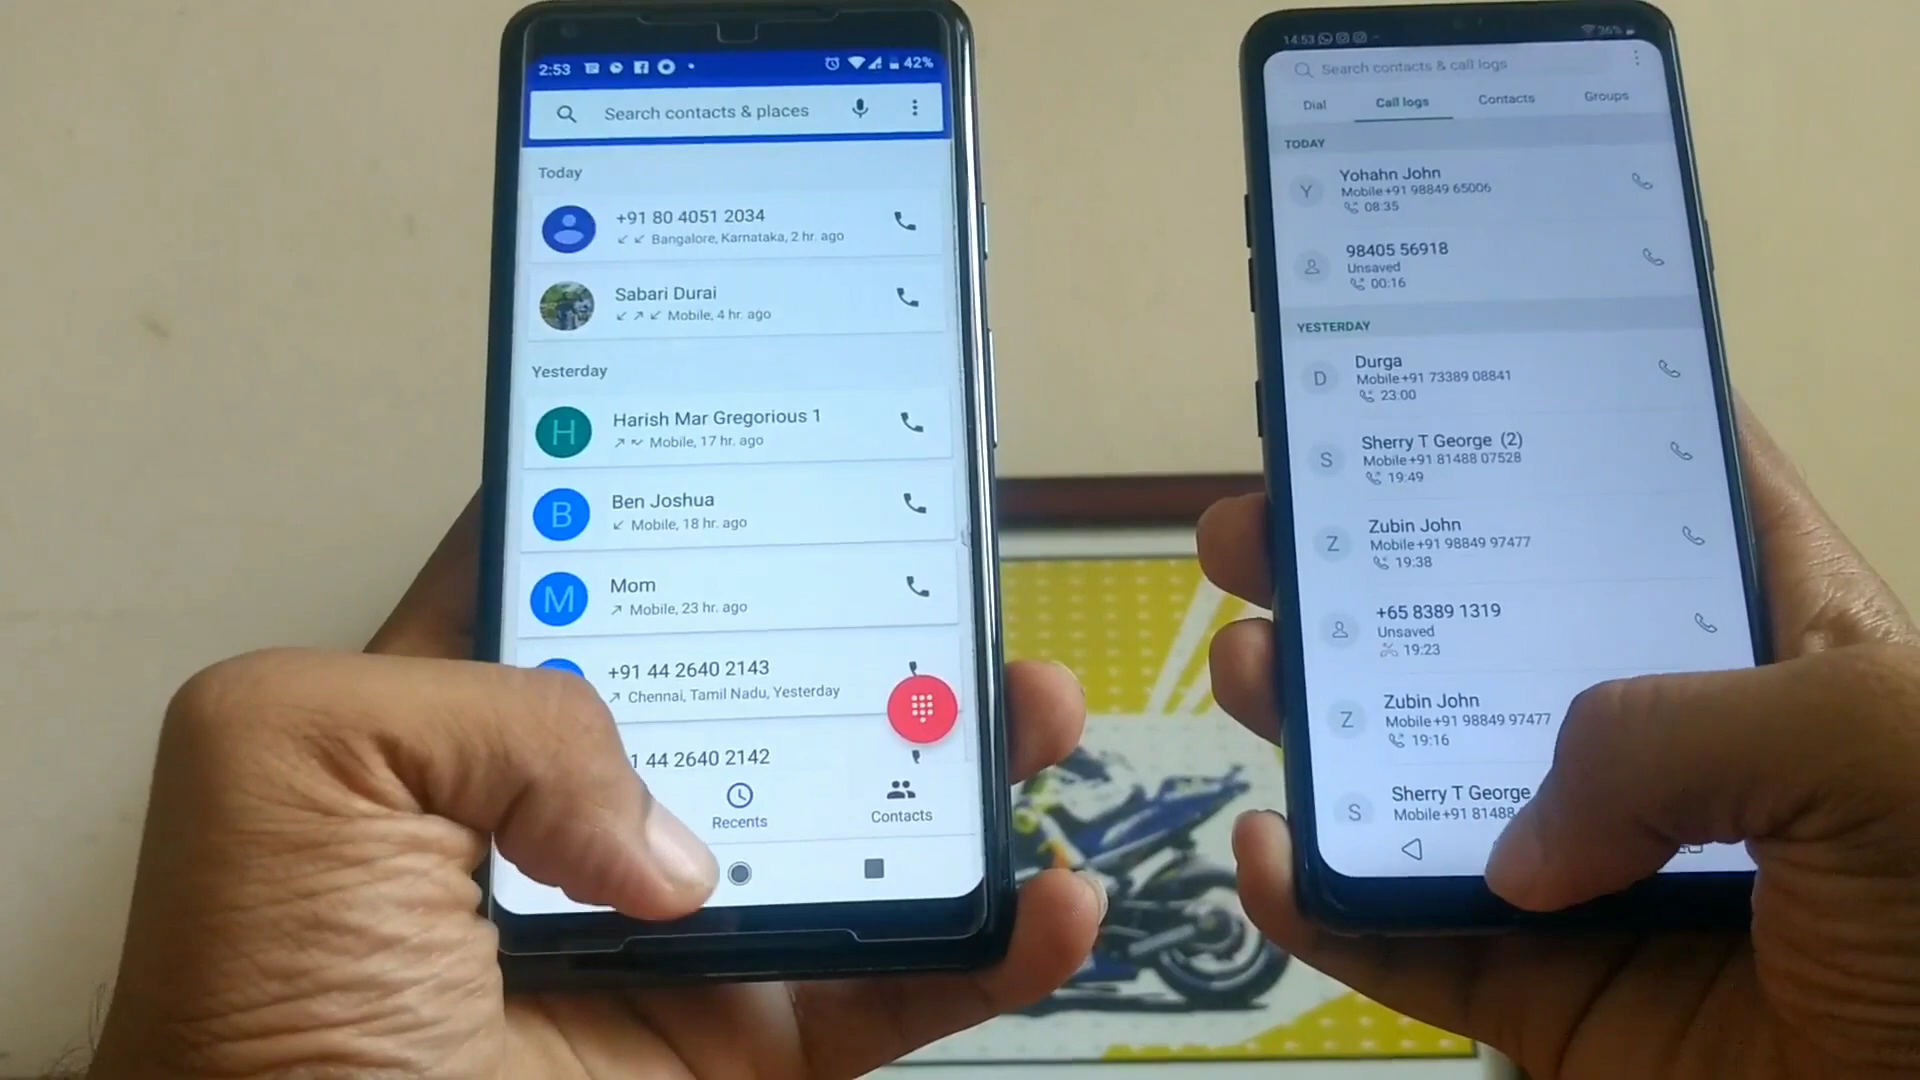 2:53
42%
Search contacts & places
Today
+91 80 4051 2034
Bangalore, Karnataka, 2 hr. ago
Sabari Durai
Mobile, 4 hr. ago
Yesterday
H
Harish Mar Gregorious 1
Mobile, 17 hr. ago
B
Ben Joshua
Mobile, 18 hr. ago
M
Mom
Mobile, 23 hr. ago
+91 44 2640 2143
Chennai, Tamil Nadu, Yesterday
1 44 2640 2142
Recents
Contacts
14:53
36%
Search contacts & call logs
Dial
Call logs
Contacts
Groups
TODAY
Y
Yohahn John
Mobile +91 98849 65006
08:35
98405 56918
Unsaved
00:16
YESTERDAY
D
Durga
Mobile +91 73389 08841
23:00
S
Sherry T George (2)
Mobile +91 81488 07528
19:49
Z
Zubin John
Mobile +91 98849 97477
19:38
+65 8389 1319
Unsaved
19:23
Z
Zubin John
Mobile +91 98849 97477
19:16
S
Sherry T George
Mobile +91 81488